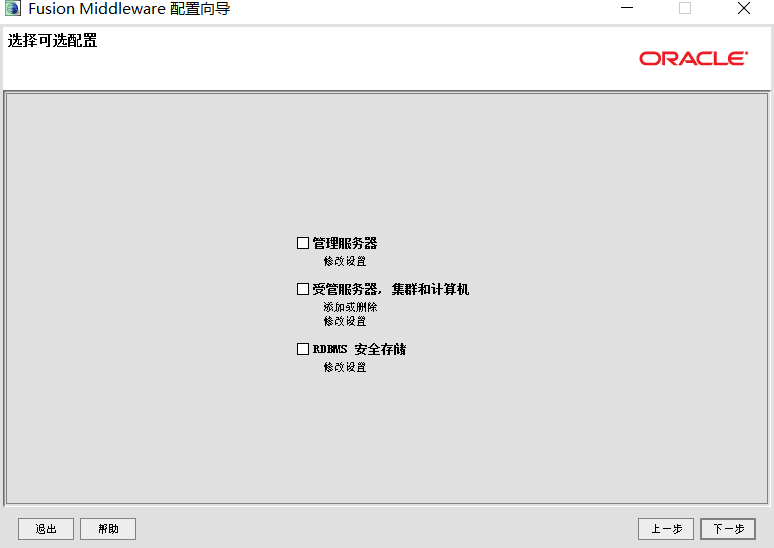 Fusion Middleware 配置向导
选择可选配置
ORACLE
管理服务器
修改设置
受管服务器, 集群和计算机
添加或删除
修改设置
RDBMS 安全存储
修改设置
退出
帮助
上一步
下一步